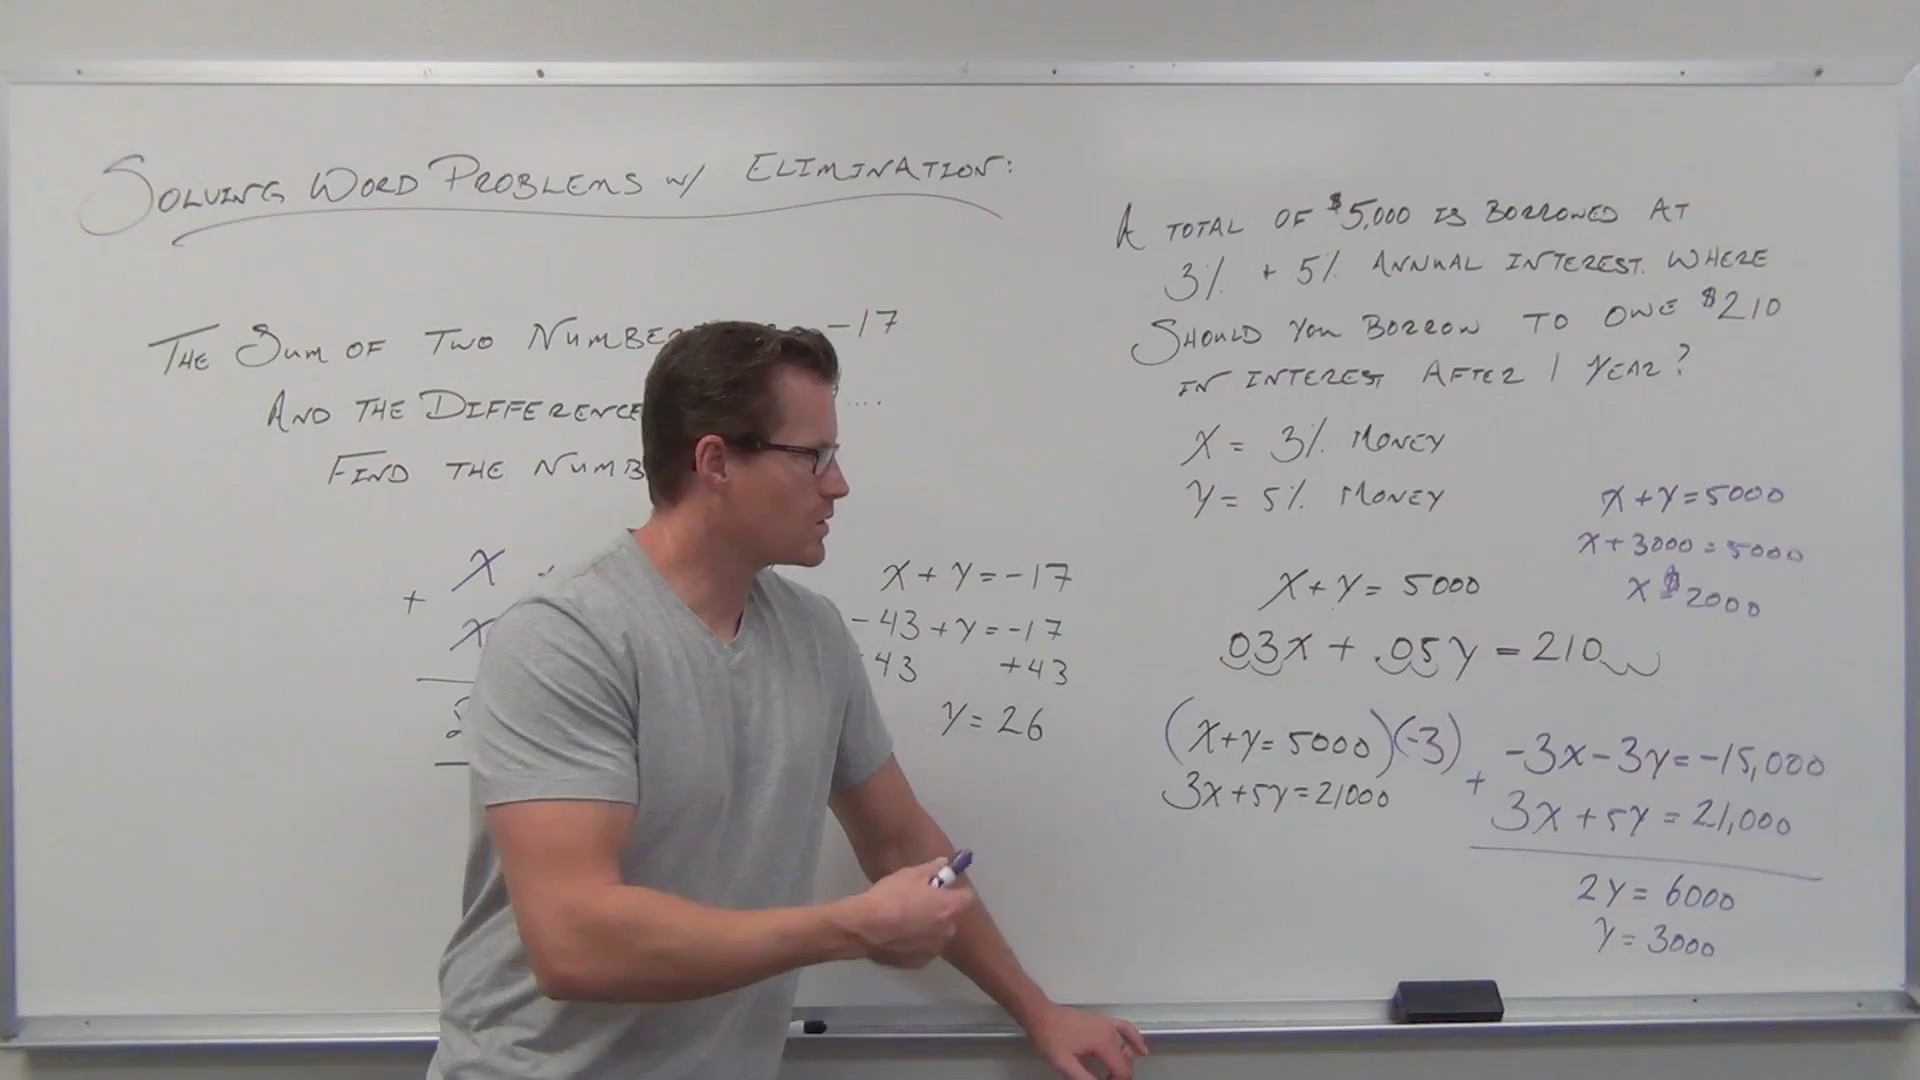 SOLVING WORD PROBLEMS W/ ELIMINATION:
THE SUM OF TWO -17
AND THE DIFFERENCE ....
FIND THE
x
+
x
x + y = -17
-43 + y = -17
43 +43
y = 26
A TOTAL OF $5,000 IS BORROWED AT
3% + 5% ANNUAL INTEREST. WHERE
SHOULD YOU BORROW TO OWE $210
IN INTEREST AFTER 1 YEAR?
x = 3% MONEY
y = 5% MONEY
x + y = 5000
.03x + .05y = 210
(x+y = 5000)(-3)
3x+5y=21000
x + y = 5000
x + 3000 = 5000
x $2000
-3x-3y=-15,000
+ 3x+5y=21,000
2y = 6000
y = 3000